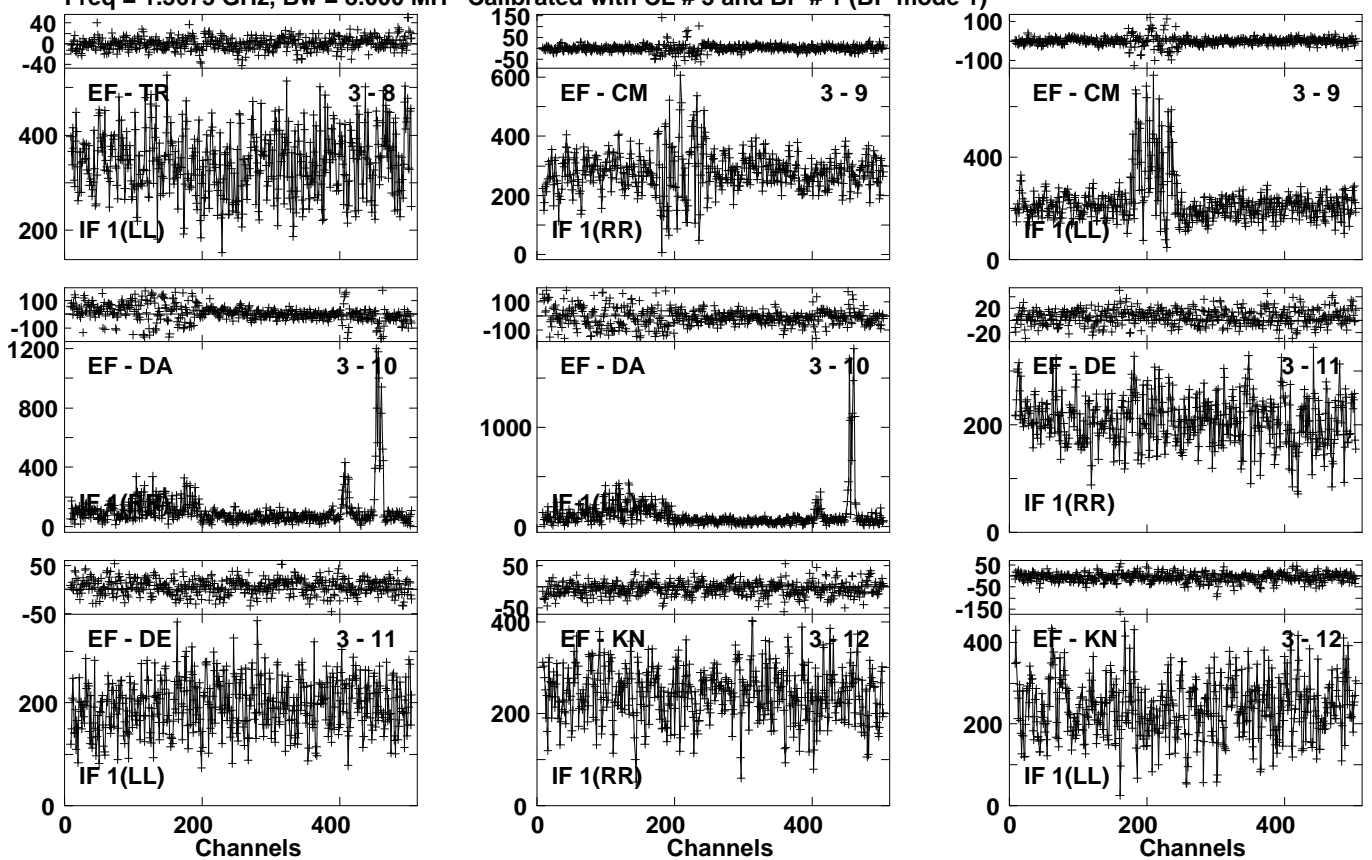 Freq = GHz, Bw = MH Calibrated with CL # and BP # 1 (BP mode 1)
40
0
-40
EF - TR 3 - 8
400
200
IF 1(LL)
150
50
-50
600
EF - CM 3 - 9
400
200
IF 1(RR)
0
100
-100
EF - CM 3 - 9
400
IF 1(LL)
0
100
-100
1200
EF - DA 3 - 10
800
400
IF 1(RR)
0
100
-100
EF - DA 3 - 10
1000
IF 1(LL)
0
20
-20
EF - DE 3 - 11
200
IF 1(RR)
0
50
-50
EF - DE 3 - 11
200
IF 1(LL)
0
0 200 400
Channels
50
-50
400
EF - KN 3 - 12
200
IF 1(RR)
0
0 200 400
Channels
50
-50
-150
400
EF - KN 3 - 12
200
IF 1(LL)
0
0 200 400
Channels